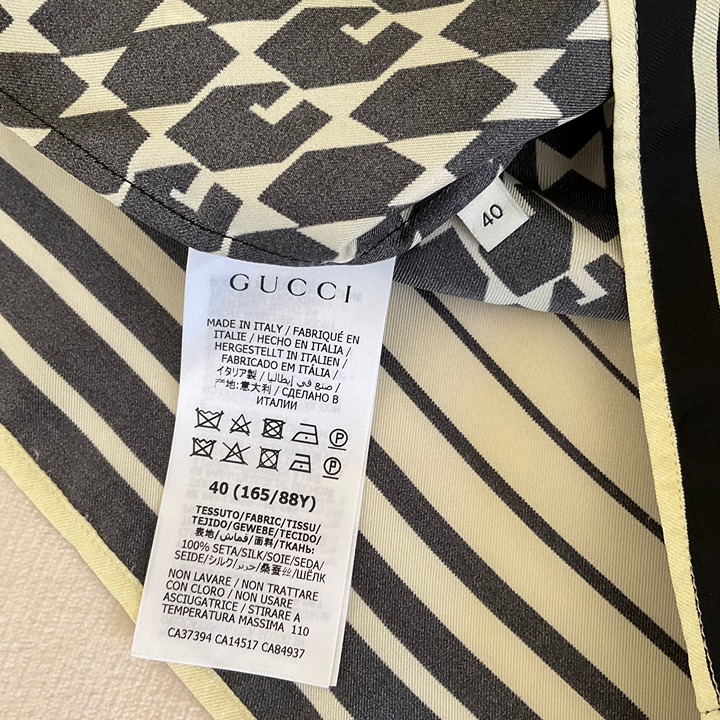 40
GUCCI
MADE IN ITALY / FABRIQUÉ EN
ITALIE / HECHO EN ITALIA /
HERGESTELLT IN ITALIEN /
FABRICADO EM ITÁLIA /
イタリア製 / صنع في إيطاليا /
产地:意大利 / СДЕЛАНО В
ИТАЛИИ
P
P
40 (165/88Y)
TESSUTO/FABRIC/TISSU/
TEJIDO/GEWEBE/TECIDO/
表地/قماش/面料/ТКАНЬ:
100% SETA/SILK/SOIE/SEDA/
SEIDE/シルク/حرير/桑蚕丝/ШЁЛК
NON LAVARE / NON TRATTARE
CON CLORO / NON USARE
ASCIUGATRICE / STIRARE A
TEMPERATURA MASSIMA 110
CA37394 CA14517 CA84937